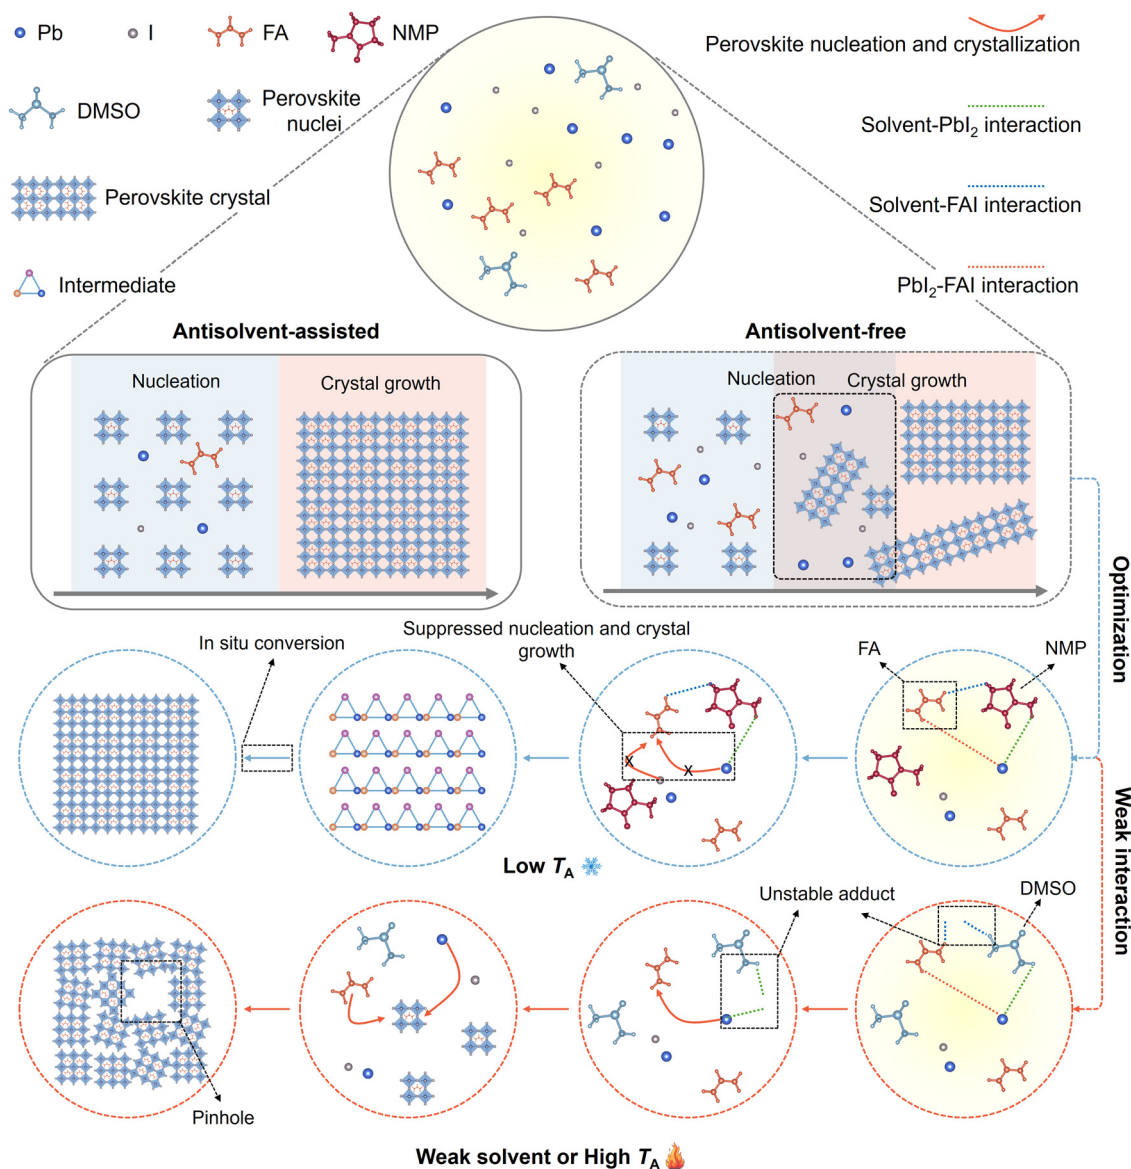 Pb
I
FA
NMP
Perovskite nucleation and crystallization
DMSO
Perovskite
nuclei
Solvent-PbI₂ interaction
Perovskite crystal
Solvent-FAI interaction
Intermediate
PbI₂-FAI interaction
Antisolvent-assisted
Antisolvent-free
Nucleation
Crystal growth
Nucleation
Crystal growth
Optimization
In situ conversion
Suppressed nucleation and crystal
growth
FA
NMP
X
X
Low T_A
Weak interaction
Unstable adduct
DMSO
Pinhole
Weak solvent or High T_A